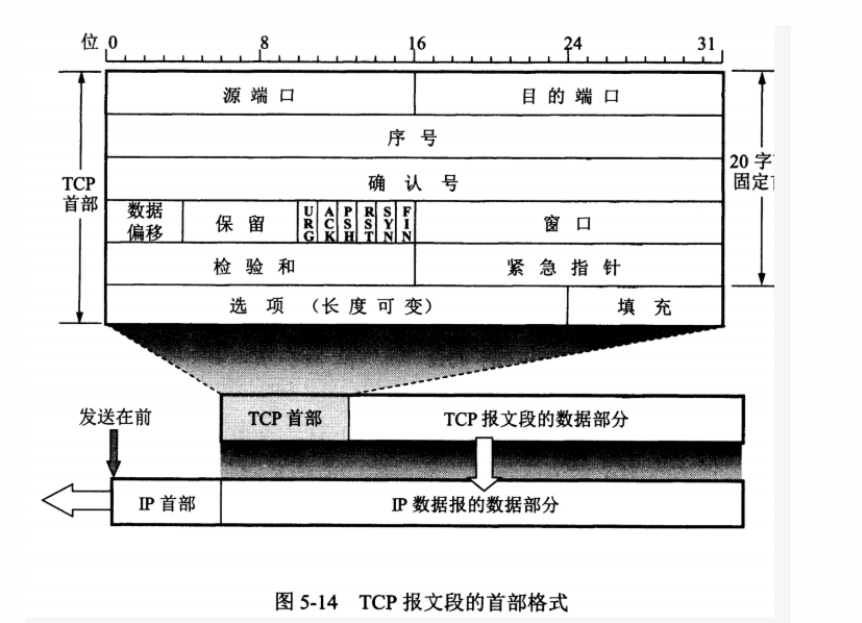 位 0 8 16 24 31
源端口 目的端口
序号
TCP首部
确认号
20 字
固定
数据偏移 保留 URG ACK PSH RST SYN FIN 窗口
检验和 紧急指针
选项（长度可变） 填充
发送在前
TCP 首部 TCP 报文段的数据部分
IP 首部 IP 数据报的数据部分
图 5-14 TCP 报文段的首部格式